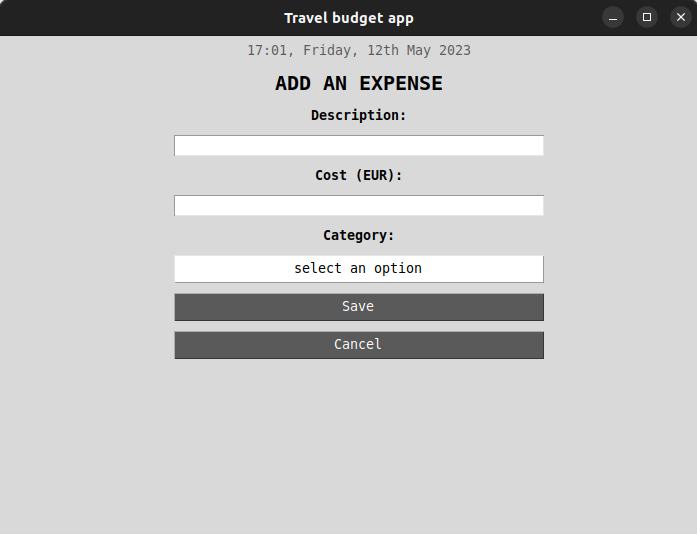 Travel budget app
17:01, Friday, 12th May 2023
ADD AN EXPENSE
Description:
Cost (EUR):
Category:
select an option
Save
Cancel